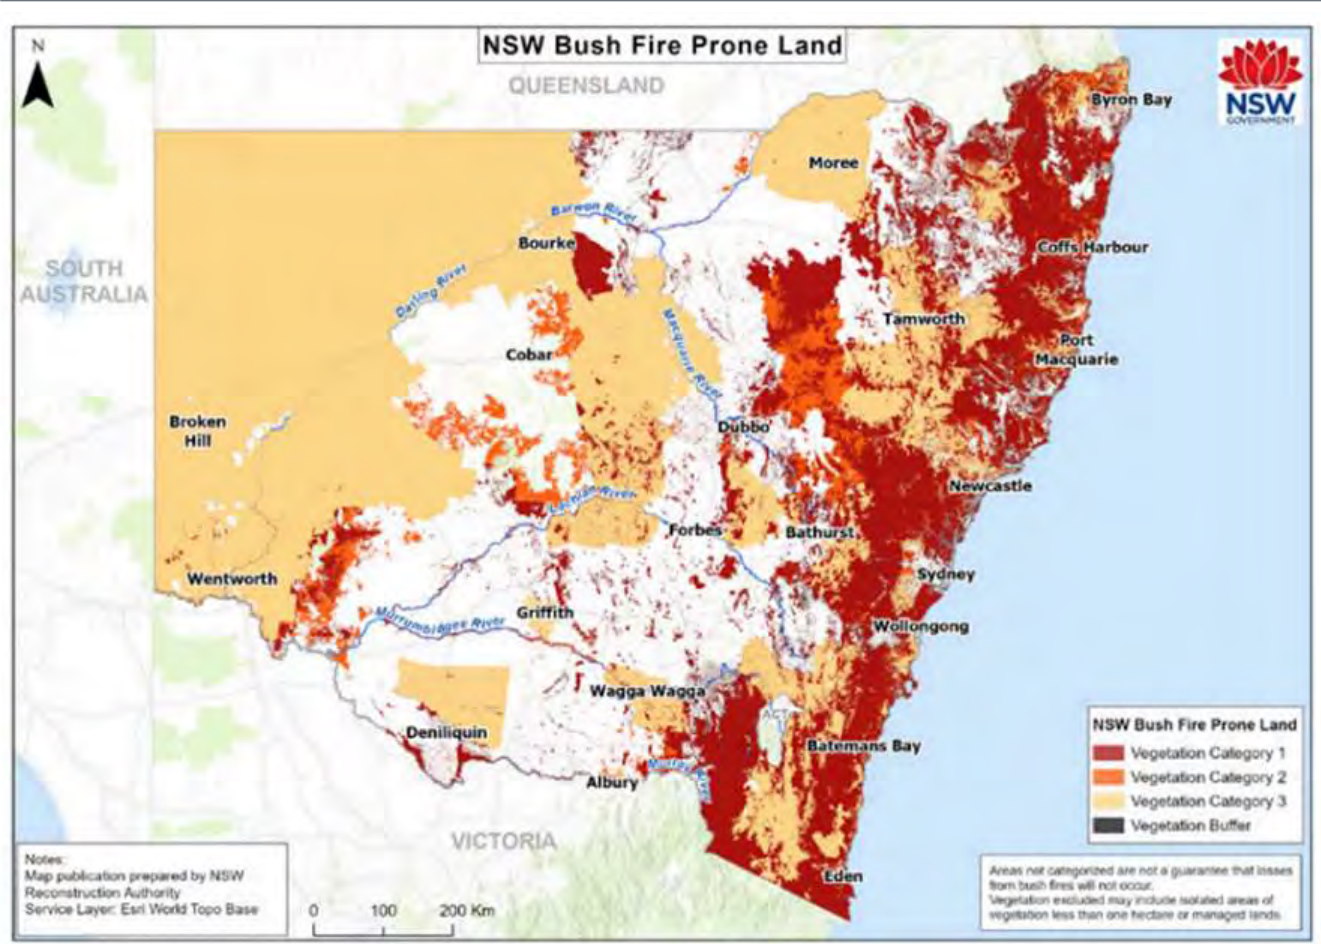 NSW Bush Fire Prone Land
N
QUEENSLAND
NSW
GOVERNMENT
Byron Bay
Moree
Barwon River
Bourke
Coffs Harbour
SOUTH
AUSTRALIA
Darling River
Tamworth
Macquarie River
Port
Macquarie
Cobar
Broken
Hill
Dubbo
Newcastle
Lachlan River
Forbes
Bathurst
Wentworth
Sydney
Griffith
Murrumbidgee River
Wollongong
Wagga Wagga
ACT
Deniliquin
Batemans Bay
Murray River
Albury
VICTORIA
Eden
NSW Bush Fire Prone Land
Vegetation Category 1
Vegetation Category 2
Vegetation Category 3
Vegetation Buffer
Notes:
Map publication prepared by NSW
Reconstruction Authority
Service Layer: Esri World Topo Base
0 100 200 Km
Areas not categorized are not a guarantee that losses
from bush fires will not occur.
Vegetation excluded may include isolated areas of
vegetation less than one hectare or managed lands.